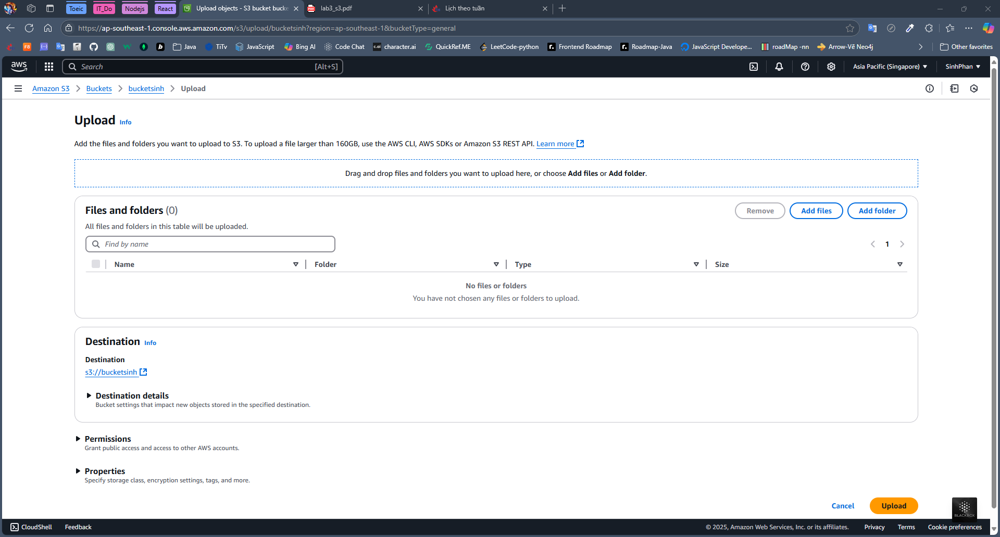 Toic IT_Do Nodejs React Upload objects - S3 bucket bucke lab3_s3.pdf Lịch theo tuần
https://ap-southeast-1.console.aws.amazon.com/s3/upload/bucketsinh?region=ap-southeast-1&bucketType=general
F8 b Java TiTv JavaScript Bing AI Code Chat c.ai character.ai QuickRef.ME LeetCode-python r. Frontend Roadmap r. Roadmap-Java JavaScript Develope... roadMap -nn Arrow-Vẽ Neo4j Other favorites
aws Search [Alt+S] Asia Pacific (Singapore) SinhPhan
Amazon S3 Buckets bucketsinh Upload
Upload Info
Add the files and folders you want to upload to S3. To upload a file larger than 160GB, use the AWS CLI, AWS SDKs or Amazon S3 REST API. Learn more
Drag and drop files and folders you want to upload here, or choose Add files or Add folder.
Files and folders (0) Remove Add files Add folder
All files and folders in this table will be uploaded.
Find by name 1
Name Folder Type Size
No files or folders
You have not chosen any files or folders to upload.
Destination Info
Destination
s3://bucketsinh
Destination details
Bucket settings that impact new objects stored in the specified destination.
Permissions
Grant public access and access to other AWS accounts.
Properties
Specify storage class, encryption settings, tags, and more.
Cancel Upload
BLACKBOX
CloudShell Feedback © 2025, Amazon Web Services, Inc. or its affiliates. Privacy Terms Cookie preferences